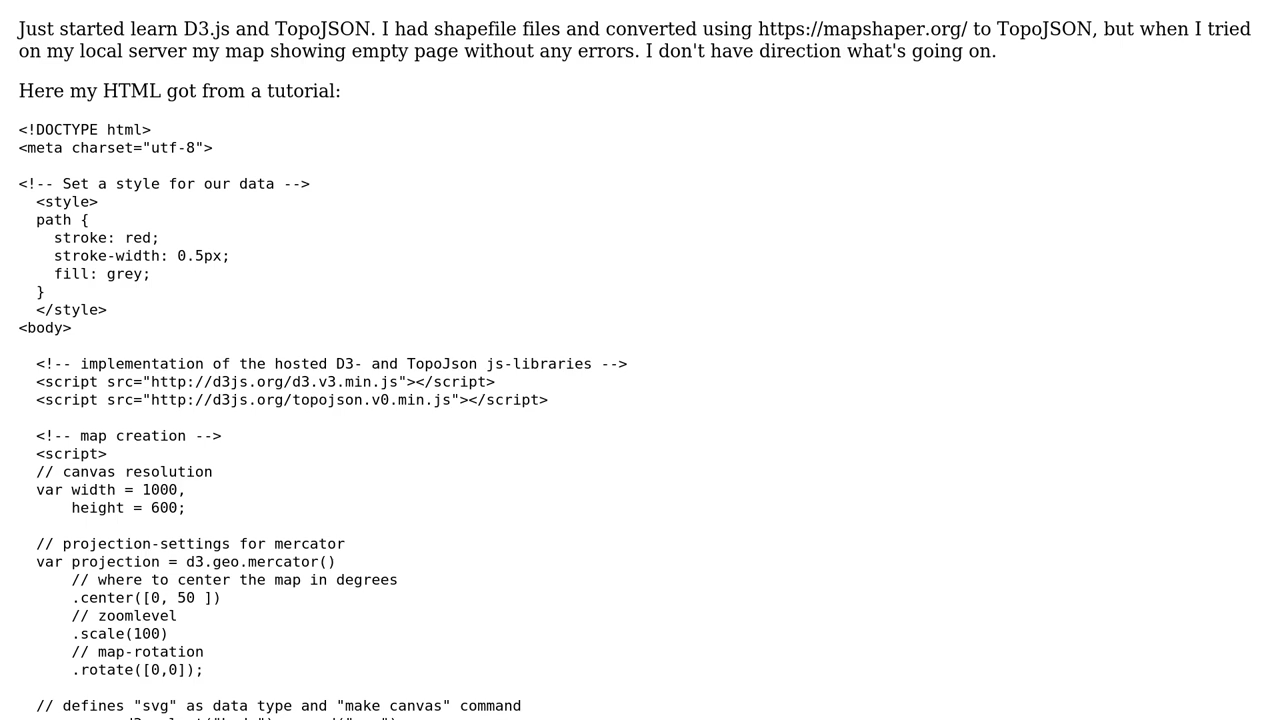 Just started learn D3.js and TopoJSON. I had shapefile files and converted using https://mapshaper.org/ to TopoJSON, but when I tried
on my local server my map showing empty page without any errors. I don't have direction what's going on.
Here my HTML got from a tutorial:
<!DOCTYPE html>
<meta charset="utf-8">
<!-- Set a style for our data -->
<style>
path {
stroke: red;
stroke-width: 0.5px;
fill: grey;
}
</style>
<body>
<!-- implementation of the hosted D3- and TopoJson js-libraries -->
<script src="http://d3js.org/d3.v3.min.js"></script>
<script src="http://d3js.org/topojson.v0.min.js"></script>
<!-- map creation -->
<script>
// canvas resolution
var width = 1000,
height = 600;
// projection-settings for mercator
var projection = d3.geo.mercator()
// where to center the map in degrees
.center([0, 50 ])
// zoomlevel
.scale(100)
// map-rotation
.rotate([0,0]);
// defines "svg" as data type and "make canvas" command